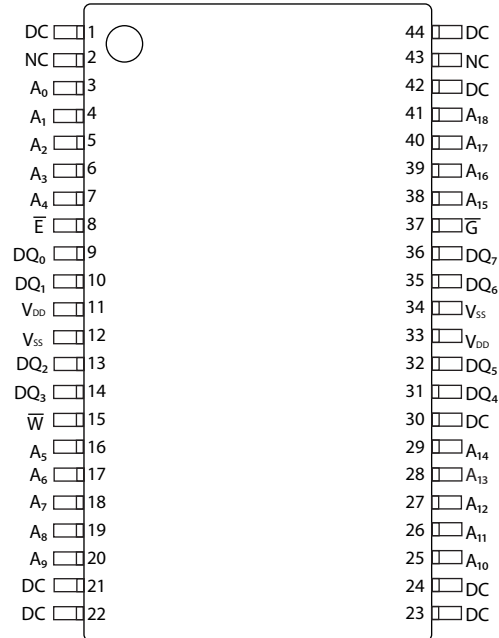 DC 1 44 DC
NC 2 43 NC
A₀ 3 42 DC
A₁ 4 41 A₁₈
A₂ 5 40 A₁₇
A₃ 6 39 A₁₆
A₄ 7 38 A₁₅
E̅ 8 37 G̅
DQ₀ 9 36 DQ₇
DQ₁ 10 35 DQ₆
V_DD 11 34 V_SS
V_SS 12 33 V_DD
DQ₂ 13 32 DQ₅
DQ₃ 14 31 DQ₄
W̅ 15 30 DC
A₅ 16 29 A₁₄
A₆ 17 28 A₁₃
A₇ 18 27 A₁₂
A₈ 19 26 A₁₁
A₉ 20 25 A₁₀
DC 21 24 DC
DC 22 23 DC